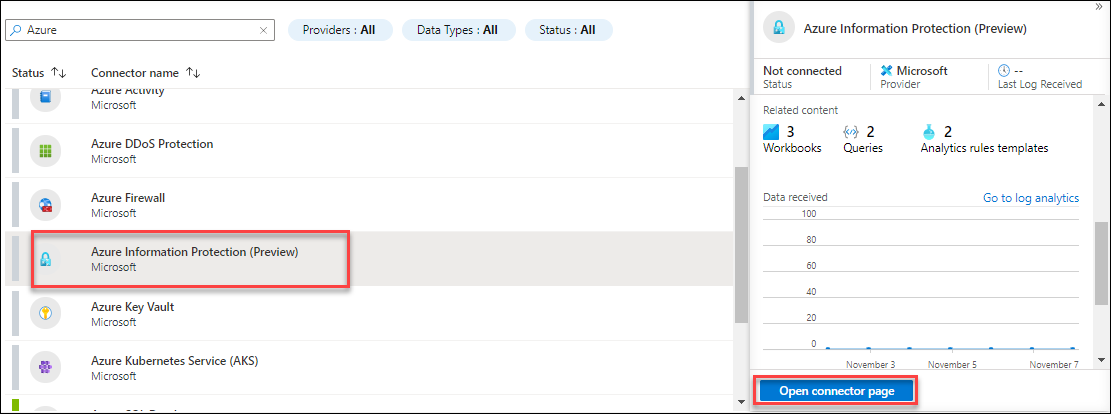 Azure
Providers : All
Data Types : All
Status : All
Status
Connector name
Azure Activity
Microsoft
Azure DDoS Protection
Microsoft
Azure Firewall
Microsoft
Azure Information Protection (Preview)
Microsoft
Azure Key Vault
Microsoft
Azure Kubernetes Service (AKS)
Microsoft
»
Azure Information Protection (Preview)
Not connected
Status
Microsoft
Provider
--
Last Log Received
Related content
3
Workbooks
2
Queries
2
Analytics rules templates
Data received
Go to log analytics
100
80
60
40
20
0
November 3
November 5
November 7
Open connector page